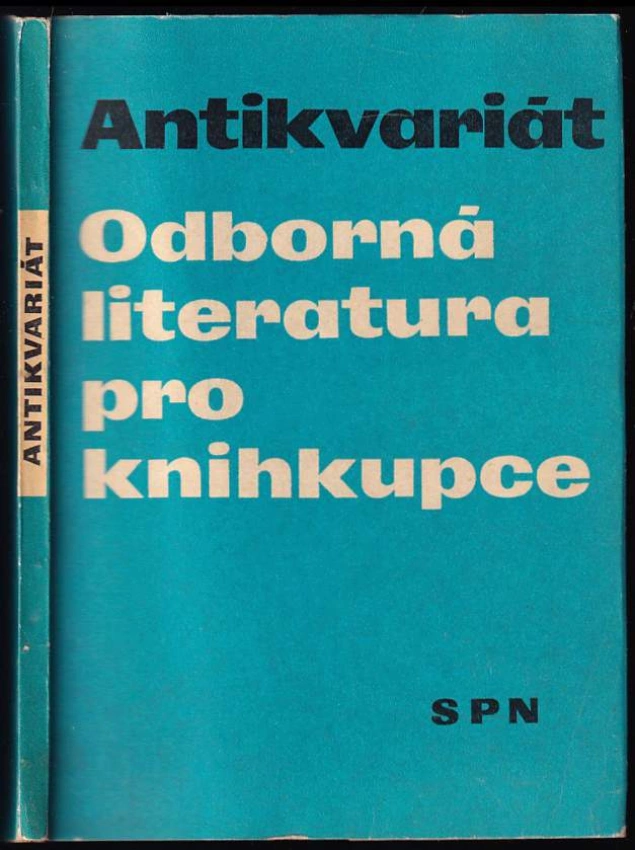 ANTIKVARIÁT
Antikvariát
Odborná
literatura
pro
knihkupce
SPN